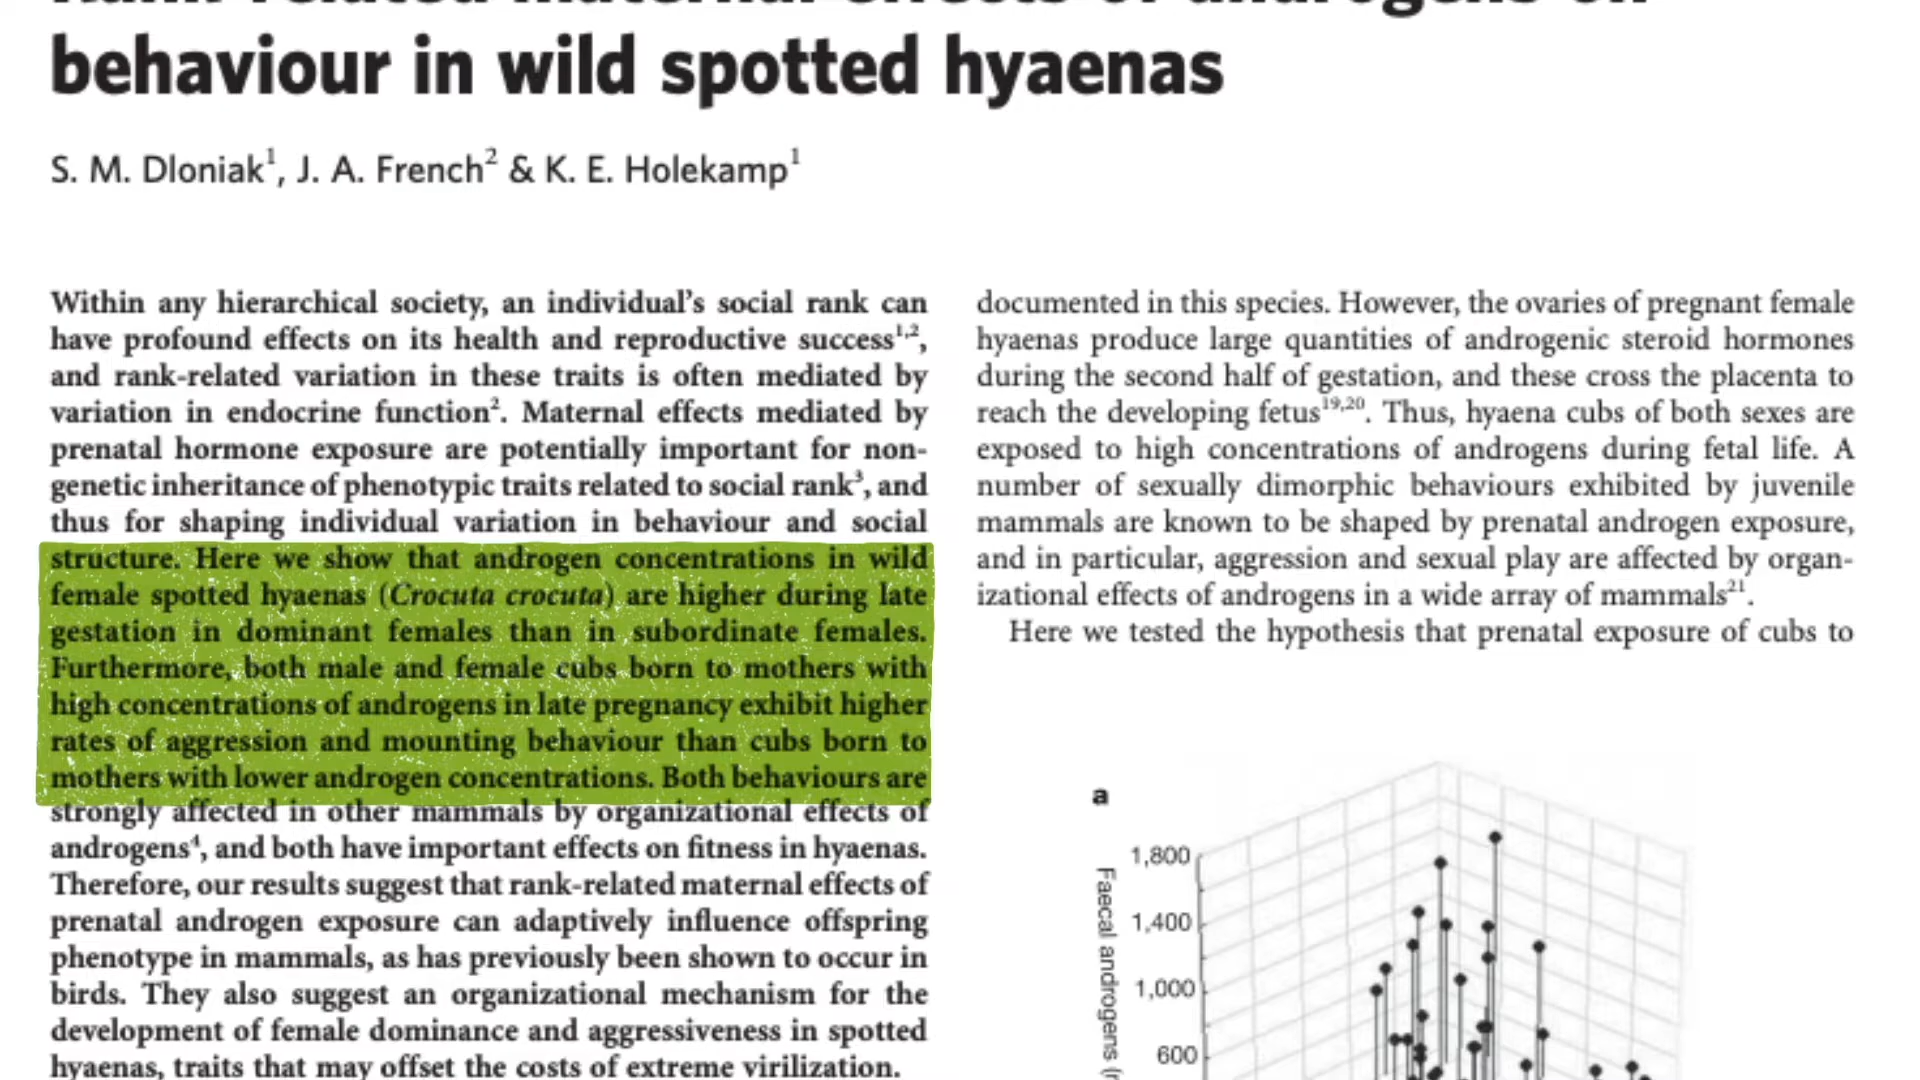 Rank-related maternal effects of androgens on
behaviour in wild spotted hyaenas
S. M. Dloniak1, J. A. French2 & K. E. Holekamp1
Within any hierarchical society, an individual's social rank can
have profound effects on its health and reproductive success1,2,
and rank-related variation in these traits is often mediated by
variation in endocrine function2. Maternal effects mediated by
prenatal hormone exposure are potentially important for non-
genetic inheritance of phenotypic traits related to social rank3, and
thus for shaping individual variation in behaviour and social
structure. Here we show that androgen concentrations in wild
female spotted hyaenas (Crocuta crocuta) are higher during late
gestation in dominant females than in subordinate females.
Furthermore, both male and female cubs born to mothers with
high concentrations of androgens in late pregnancy exhibit higher
rates of aggression and mounting behaviour than cubs born to
mothers with lower androgen concentrations. Both behaviours are
strongly affected in other mammals by organizational effects of
androgens4, and both have important effects on fitness in hyaenas.
Therefore, our results suggest that rank-related maternal effects of
prenatal androgen exposure can adaptively influence offspring
phenotype in mammals, as has previously been shown to occur in
birds. They also suggest an organizational mechanism for the
development of female dominance and aggressiveness in spotted
hyaenas, traits that may offset the costs of extreme virilization.
documented in this species. However, the ovaries of pregnant female
hyaenas produce large quantities of androgenic steroid hormones
during the second half of gestation, and these cross the placenta to
reach the developing fetus19,20. Thus, hyaena cubs of both sexes are
exposed to high concentrations of androgens during fetal life. A
number of sexually dimorphic behaviours exhibited by juvenile
mammals are known to be shaped by prenatal androgen exposure,
and in particular, aggression and sexual play are affected by organ-
izational effects of androgens in a wide array of mammals21.
Here we tested the hypothesis that prenatal exposure of cubs to
a
1,800
1,400
1,000
600
Faecal androgens (